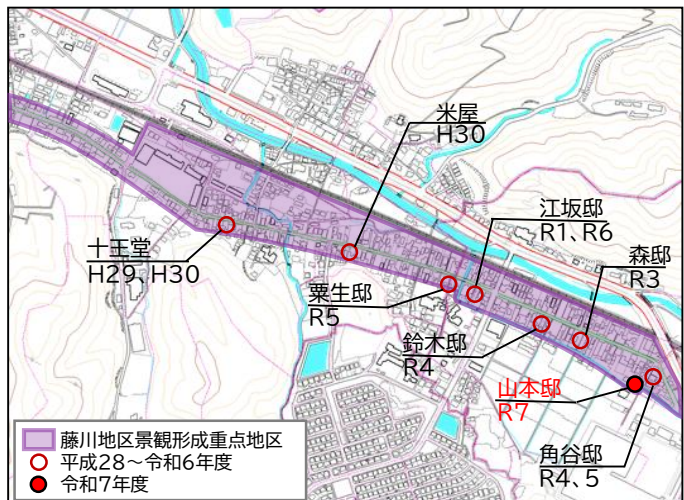 米屋
H30
江坂邸
R1、R6
森邸
R3
十王堂
H29、H30
粟生邸
R5
鈴木邸
R4
山本邸
R7
角谷邸
R4、5
藤川地区景観形成重点地区
平成28～令和6年度
令和7年度